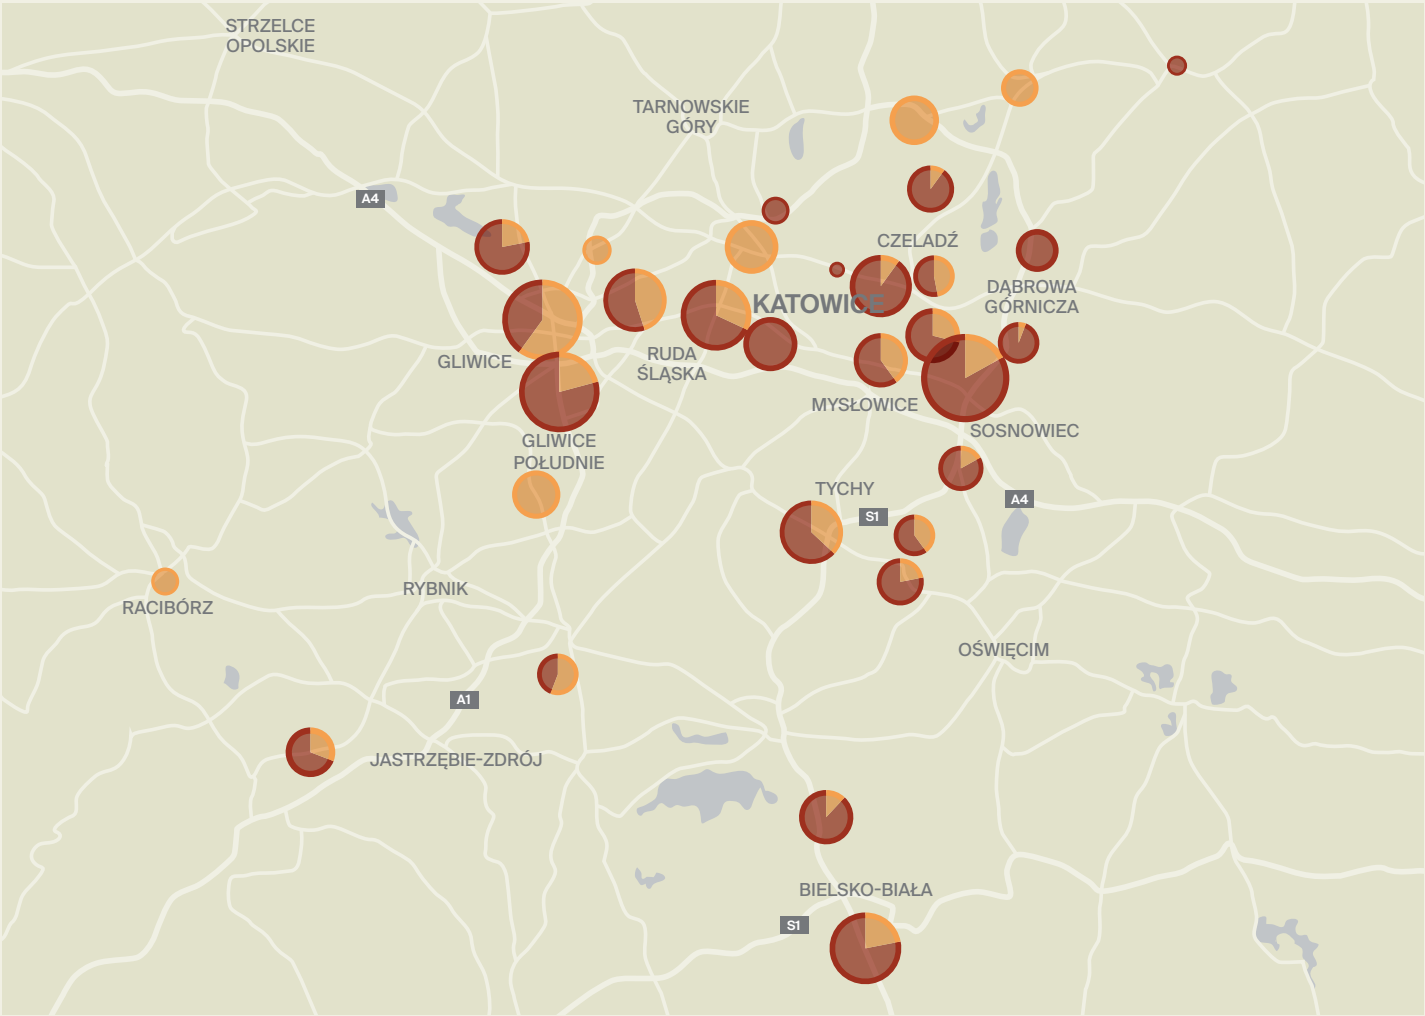 STRZELCE
OPOLSKIE
TARNOWSKIE
GÓRY
A4
CZELADŹ
DĄBROWA
GÓRNICZA
KATOWICE
GLIWICE
RUDA
ŚLĄSKA
MYSŁOWICE
SOSNOWIEC
GLIWICE
POŁUDNIE
TYCHY
A4
S1
RYBNIK
RACIBÓRZ
OŚWIĘCIM
A1
JASTRZĘBIE-ZDRÓJ
BIELSKO-BIAŁA
S1